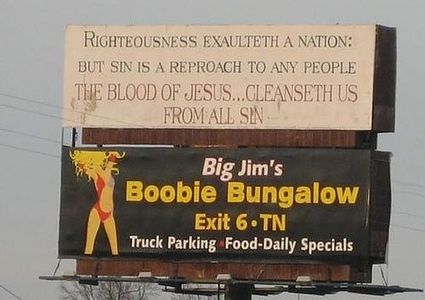 RIGHTEOUSNESS EXAULTETH A NATION:
BUT SIN IS A REPROACH TO ANY PEOPLE
THE BLOOD OF JESUS...CLEANSETH US
FROM ALL SIN
Big Jim's
Boobie Bungalow
Exit 6 • TN
Truck Parking • Food-Daily Specials